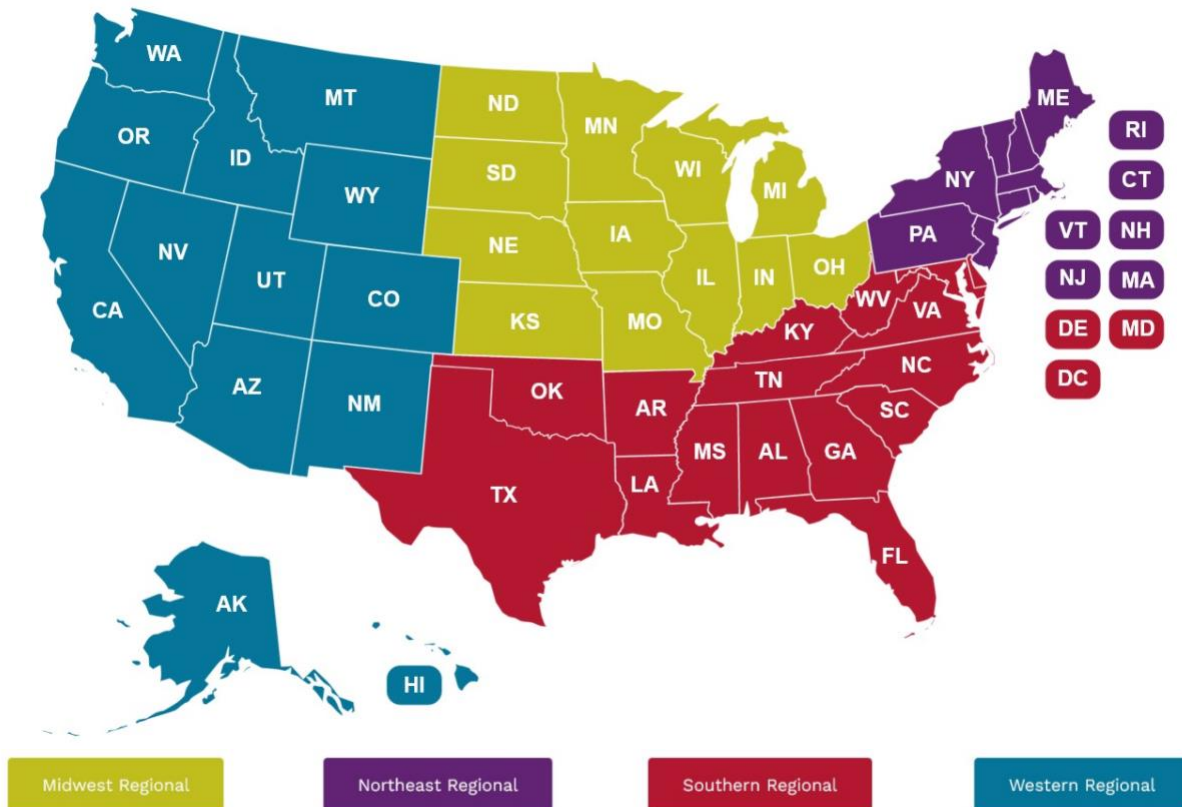 WA
MT
ND
MN
ME
OR
ID
SD
WI
MI
NY
RI
CT
WY
VT
NH
NV
NE
IA
PA
UT
CO
IL
IN
OH
NJ
MA
CA
KS
MO
WV
VA
DE
MD
KY
DC
AZ
NM
OK
AR
TN
NC
SC
MS
AL
GA
TX
LA
FL
AK
HI
Midwest Regional
Northeast Regional
Southern Regional
Western Regional